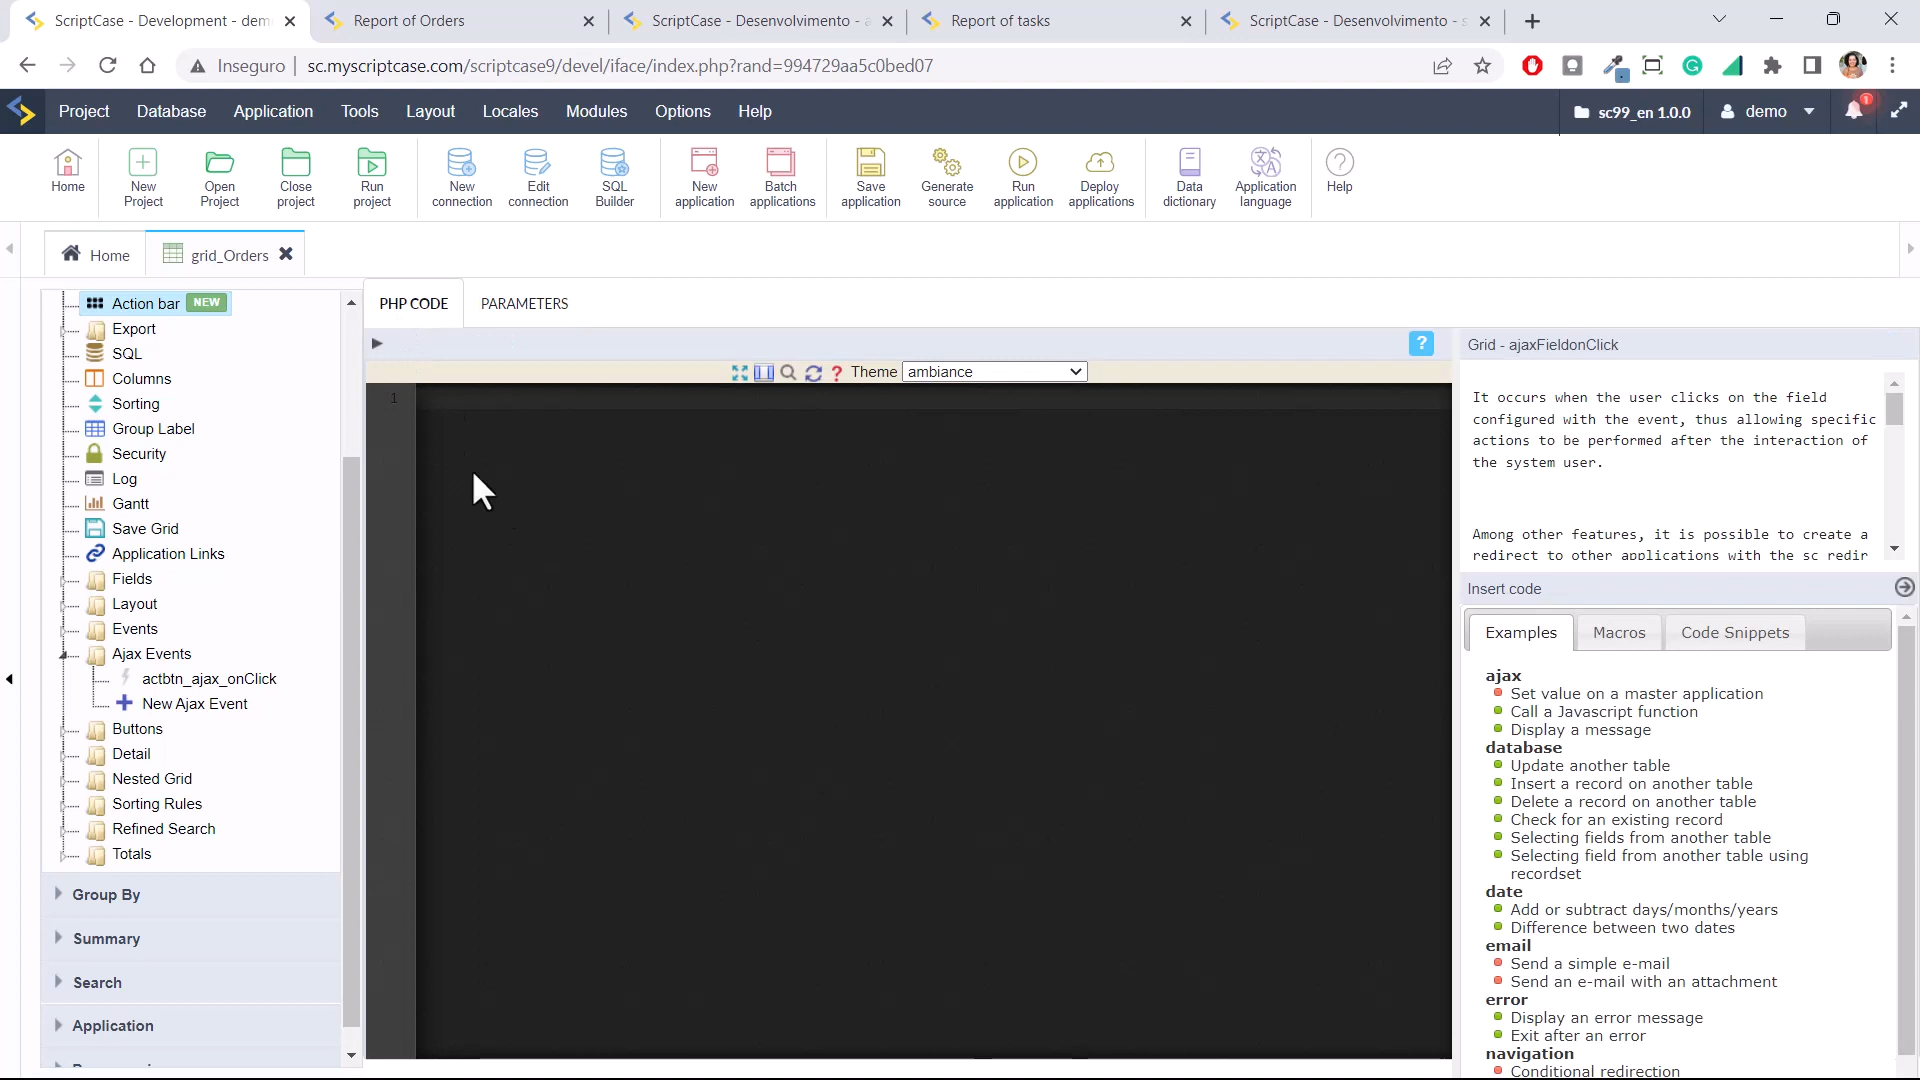 ScriptCase - Development - dem
Report of Orders
ScriptCase - Desenvolvimento - a
Report of tasks
ScriptCase - Desenvolvimento - s
Inseguro
sc.myscriptcase.com/scriptcase9/devel/iface/index.php?rand=994729aa5c0bed07
Project Database Application Tools Layout Locales Modules Options Help
sc99_en 1.0.0
demo
1
Home
New Project
Open Project
Close project
Run project
New connection
Edit connection
SQL Builder
New application
Batch applications
Save application
Generate source
Run application
Deploy applications
Data dictionary
Application language
Help
Home
grid_Orders
Action bar NEW
Export
SQL
Columns
Sorting
Group Label
Security
Log
Gantt
Save Grid
Application Links
Fields
Layout
Events
Ajax Events
actbtn_ajax_onClick
New Ajax Event
Buttons
Detail
Nested Grid
Sorting Rules
Refined Search
Totals
Group By
Summary
Search
Application
PHP CODE
PARAMETERS
?
? Theme ambiance
1
Grid - ajaxFieldonClick
It occurs when the user clicks on the field
configured with the event, thus allowing specific
actions to be performed after the interaction of
the system user.
Among other features, it is possible to create a
redirect to other applications with the sc redir
Insert code
Examples Macros Code Snippets
ajax
Set value on a master application
Call a Javascript function
Display a message
database
Update another table
Insert a record on another table
Delete a record on another table
Check for an existing record
Selecting fields from another table
Selecting field from another table using
recordset
date
Add or subtract days/months/years
Difference between two dates
email
Send a simple e-mail
Send an e-mail with an attachment
error
Display an error message
Exit after an error
navigation
Conditional redirection